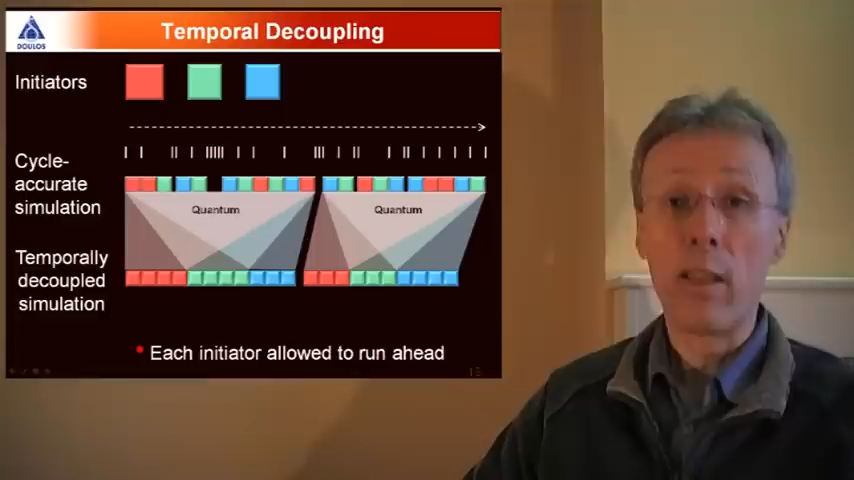 DOULOS
Temporal Decoupling
Initiators
Cycle-
accurate
simulation
Quantum
Quantum
Temporally
decoupled
simulation
• Each initiator allowed to run ahead